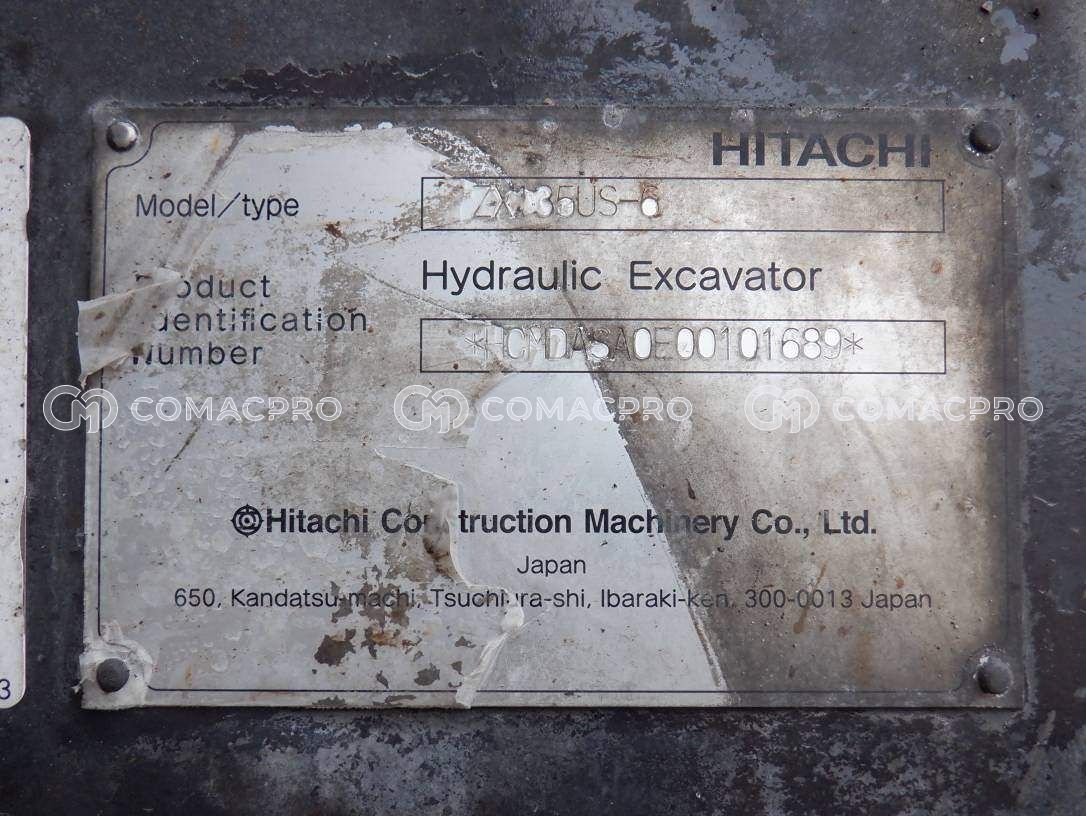 HITACHI
Model/type ZX135US-6
Hydraulic Excavator
Product
Identification
Number
*HCMDASA0E00101689*
COMACPRO COMACPRO COMACPRO
Hitachi Construction Machinery Co., Ltd.
Japan
650, Kandatsu-machi, Tsuchiura-shi, Ibaraki-ken, 300-0013 Japan
3